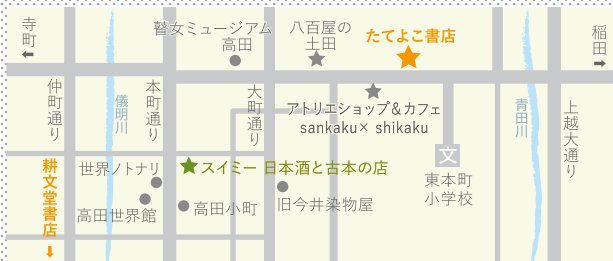 寺町
⬅
瞽女ミュージアム
高田
八百屋の
土田
たてよこ書店
稲田
➡
仲町通り
儀明川
本町通り
大町通り
アトリエショップ&カフェ
sankaku× shikaku
青田川
上越大通り
文
東本町
小学校
耕文堂書店
⬇
世界ノトナリ
スイミー 日本酒と古本の店
高田世界館
高田小町
旧今井染物屋